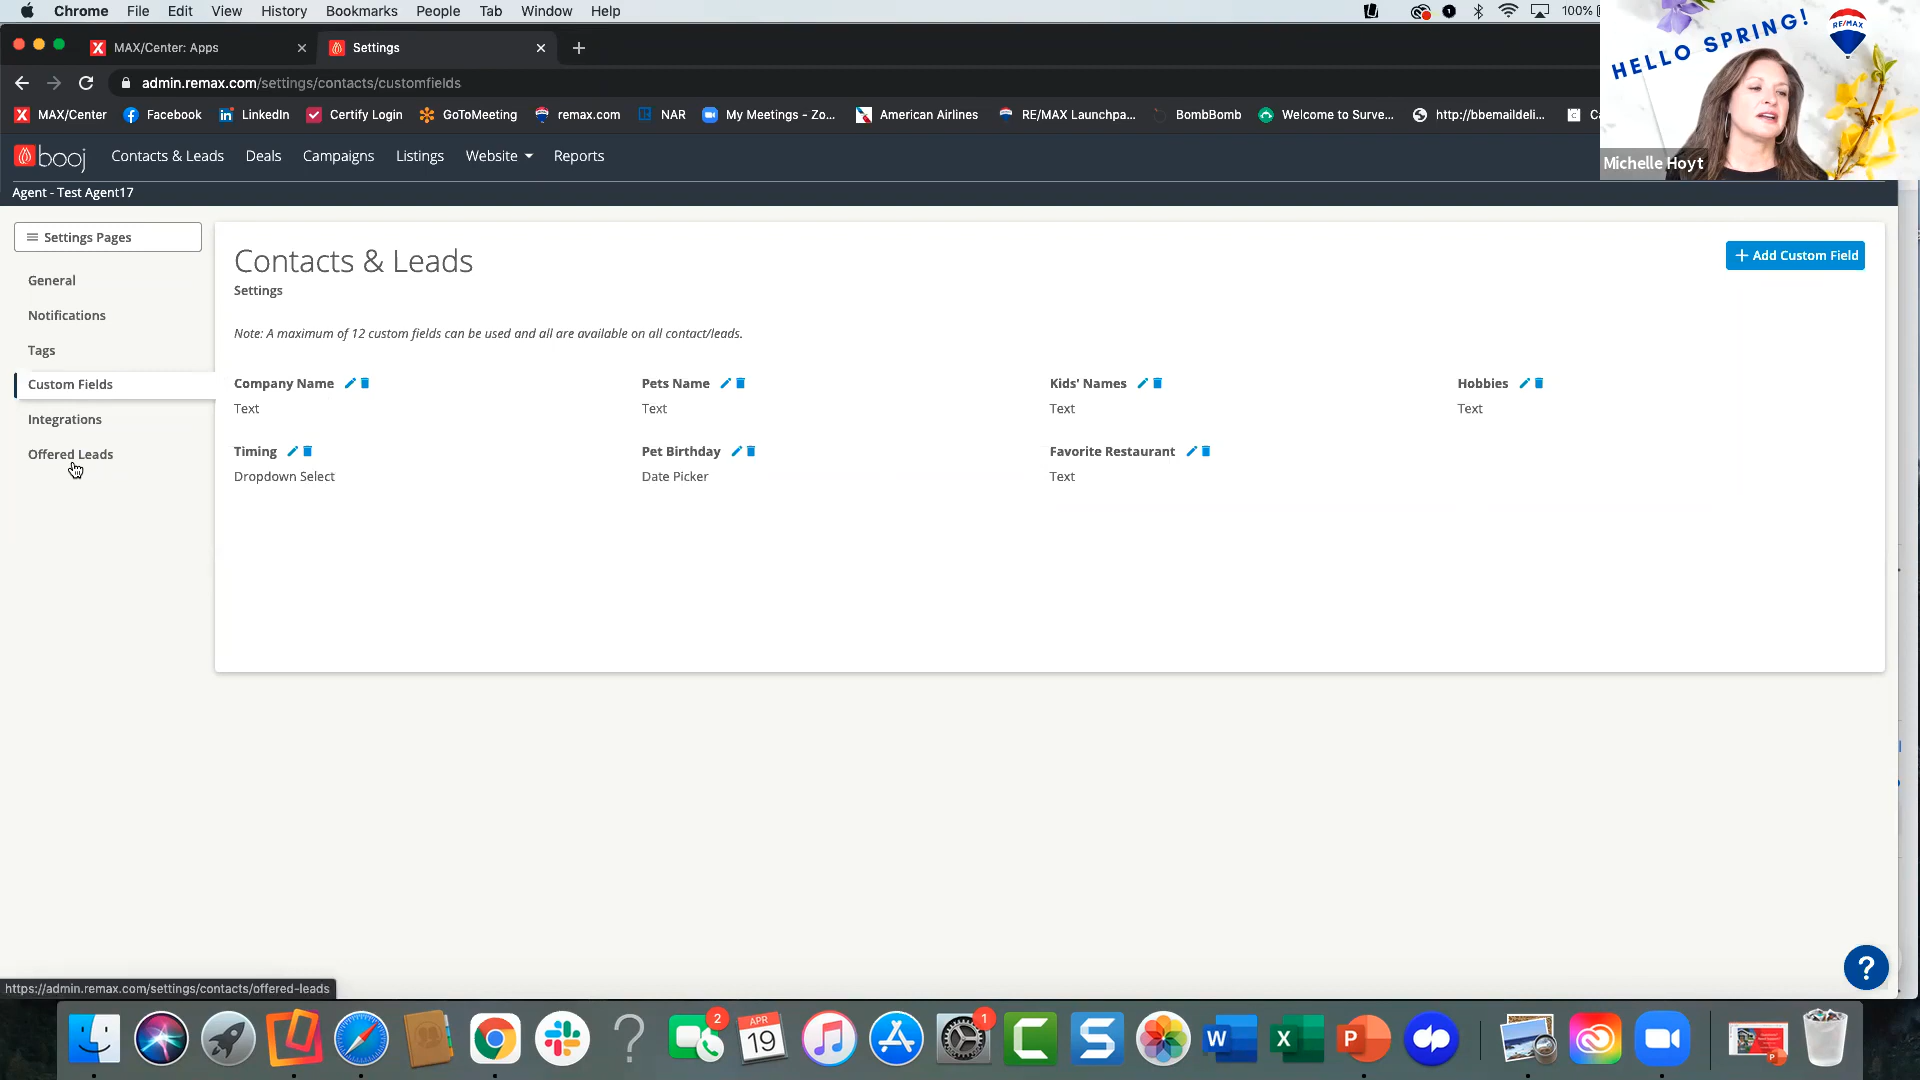 Chrome File Edit View History Bookmarks People Tab Window Help
100%
MAX/Center: Apps
Settings
admin.remax.com/settings/contacts/customfields
MAX/Center Facebook LinkedIn Certify Login GoToMeeting remax.com NAR My Meetings - Zo... American Airlines RE/MAX Launchpa... BombBomb Welcome to Surve... http://bbemaildeli...
HELLO SPRING!
RE/MAX
Michelle Hoyt
booj Contacts & Leads Deals Campaigns Listings Website Reports
Agent - Test Agent17
Settings Pages
General
Notifications
Tags
Custom Fields
Integrations
Offered Leads
Contacts & Leads
Settings
+ Add Custom Field
Note: A maximum of 12 custom fields can be used and all are available on all contact/leads.
Company Name
Text
Pets Name
Text
Kids' Names
Text
Hobbies
Text
Timing
Dropdown Select
Pet Birthday
Date Picker
Favorite Restaurant
Text
?
https://admin.remax.com/settings/contacts/offered-leads
2
APR
19
1